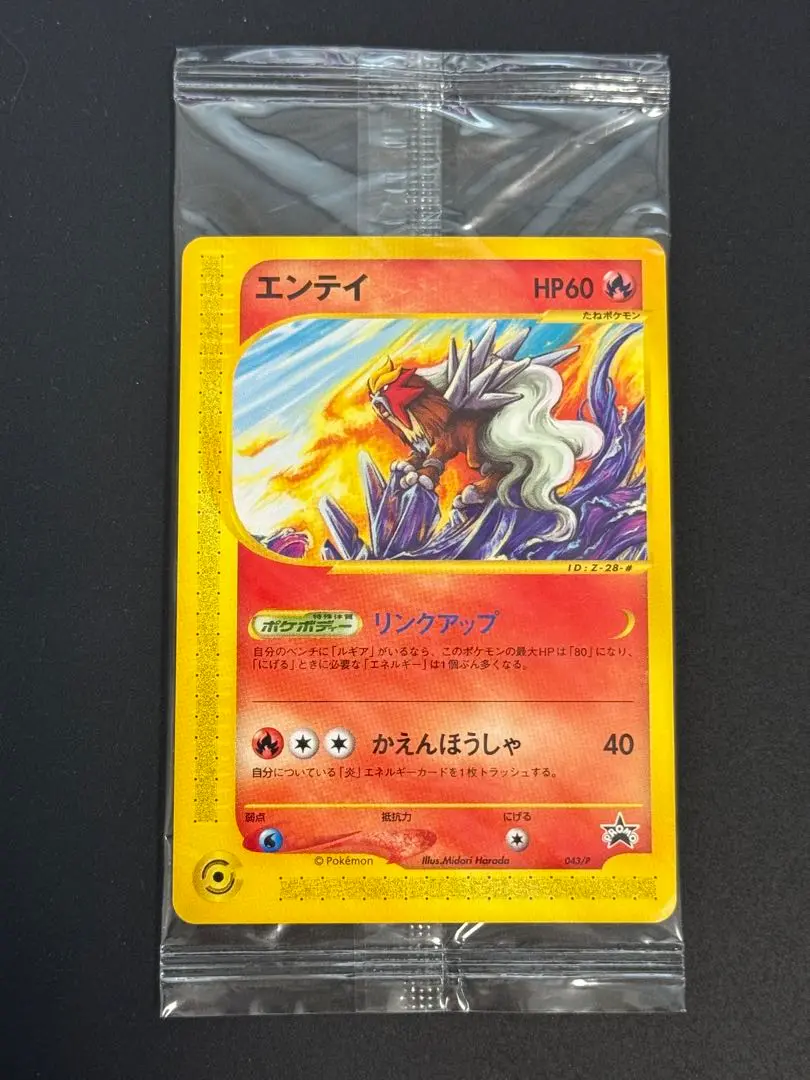 エンテイ HP60
たねポケモン
ID:Z-28-#
特殊体質
ポケボディー リンクアップ
自分のベンチに「ルギア」がいるなら、このポケモンの最大HPは「80」になり、
「にげる」ときに必要な「エネルギー」は1個ぶん多くなる。
かえんほうしゃ 40
自分についている「炎」エネルギーカードを1枚トラッシュする。
弱点 抵抗力 にげる
PROMO
© Pokémon Illus.Midori Harada 043/P